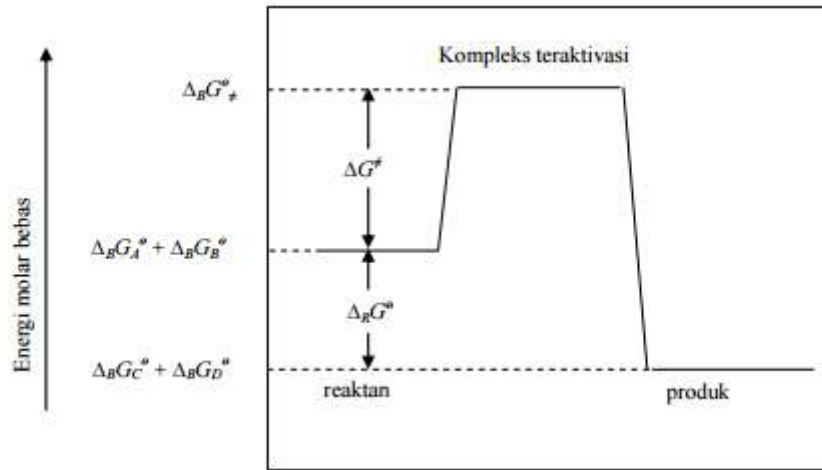 Kompleks teraktivasi
Δ_BG°_≠
ΔG^≠
Δ_BG_A° + Δ_BG_B°
Δ_RG°
Δ_BG_C° + Δ_BG_D°
reaktan
produk
Energi molar bebas